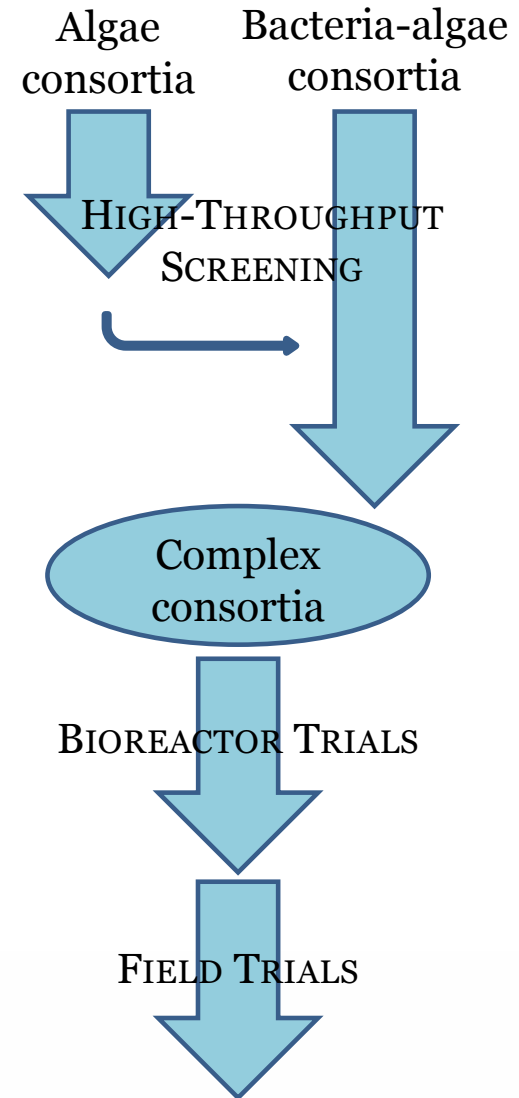 Algae
consortia
Bacteria-algae
consortia
HIGH-THROUGHPUT
SCREENING
Complex
consortia
BIOREACTOR TRIALS
FIELD TRIALS